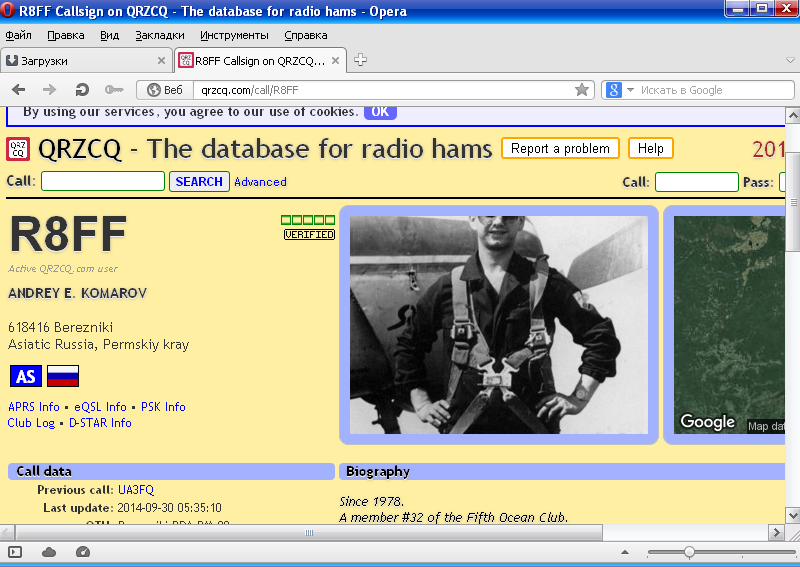 R8FF Callsign on QRZCQ - The database for radio hams - Opera
Файл Правка Вид Закладки Инструменты Справка
Загрузки
R8FF Callsign on QRZCQ...
Веб qrzcq.com/call/R8FF Искать в Google
By using our services, you agree to our use of cookies. OK
QRZ CQ QRZCQ - The database for radio hams Report a problem Help 201
Call: SEARCH Advanced Call: Pass:
R8FF
VERIFIED
Active QRZCQ.com user
ANDREY E. KOMAROV
618416 Berezniki
Asiatic Russia, Permskiy kray
AS
APRS Info • eQSL Info • PSK Info
Club Log • D-STAR Info
Google Map dat
Call data
Previous call: UA3FQ
Last update: 2014-09-30 05:35:10
Biography
Since 1978.
A member #32 of the Fifth Ocean Club.